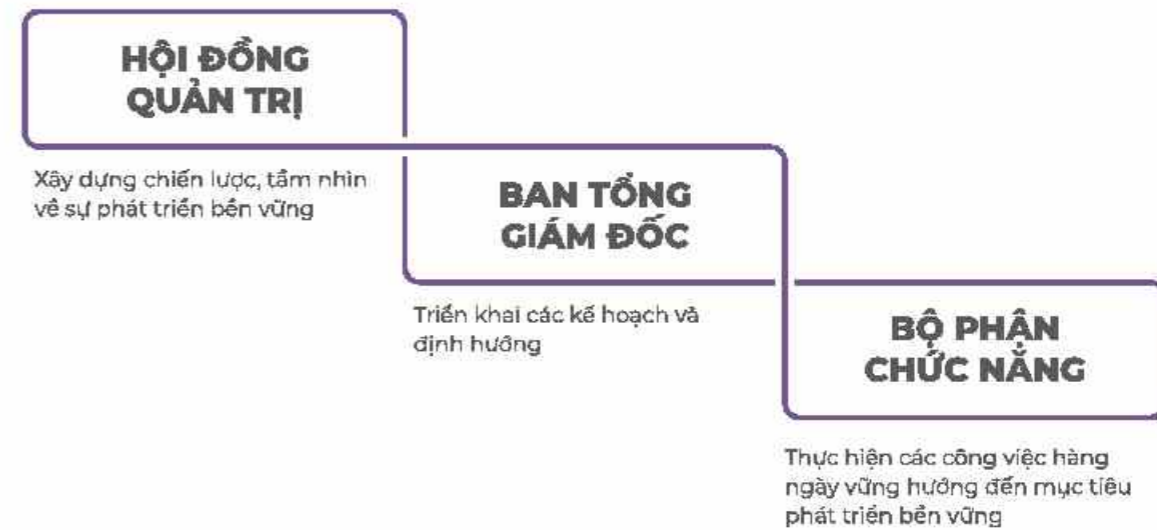 HỘI ĐỒNG
QUẢN TRỊ
Xây dựng chiến lược, tầm nhìn
về sự phát triển bền vững
BAN TỔNG
GIÁM ĐỐC
Triển khai các kế hoạch và
định hướng
BỘ PHẬN
CHỨC NĂNG
Thực hiện các công việc hàng
ngày vững hướng đến mục tiêu
phát triển bền vững